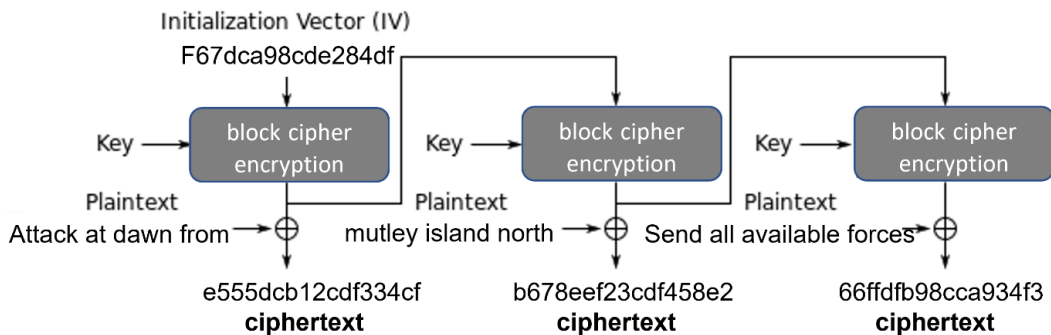 Initialization Vector (IV)
F67dca98cde284df
block cipher
encryption
block cipher
encryption
block cipher
encryption
Key
Key
Key
Plaintext
Plaintext
Plaintext
Attack at dawn from
mutley island north
Send all available forces
e555dcb12cdf334cf
b678eef23cdf458e2
66ffdfb98cca934f3
ciphertext
ciphertext
ciphertext